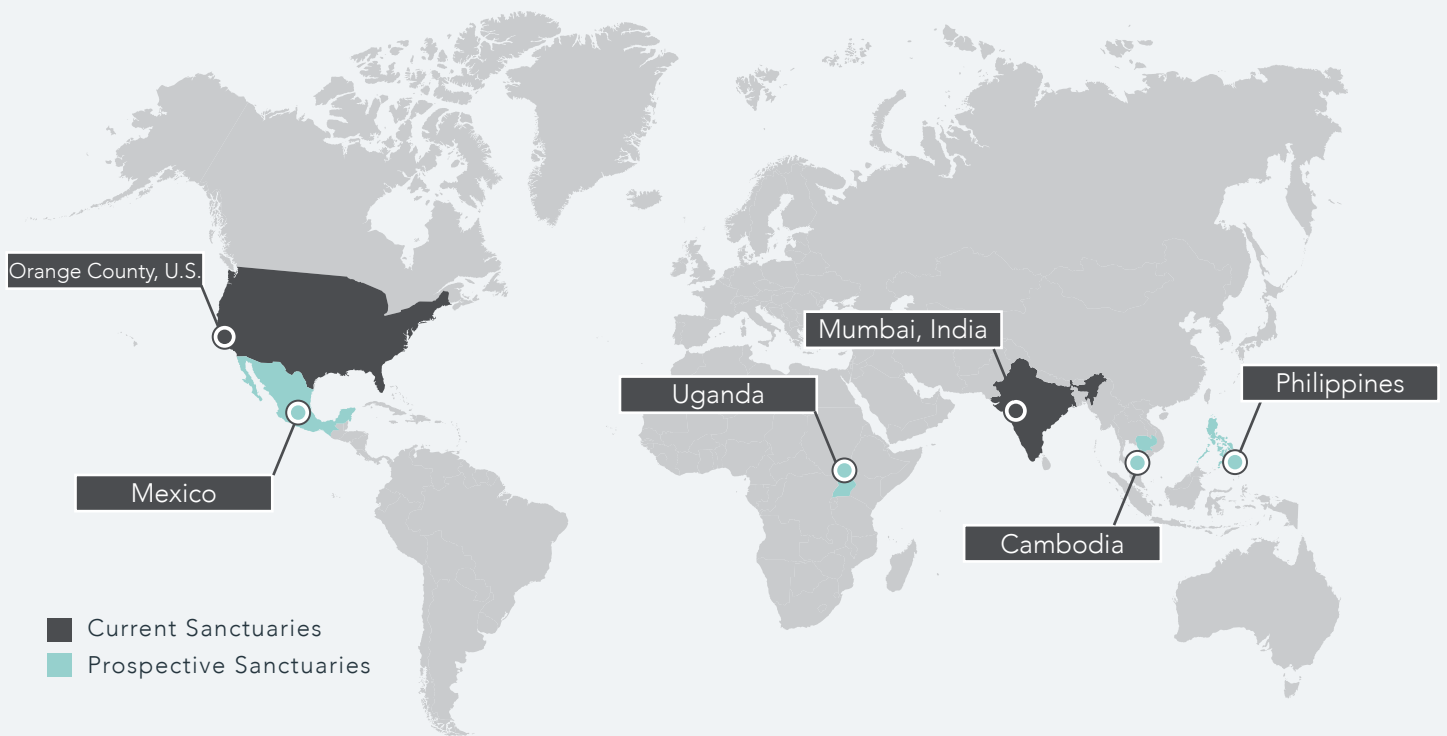 Orange County, U.S.
Mumbai, India
Philippines
Uganda
Mexico
Cambodia
Current Sanctuaries
Prospective Sanctuaries